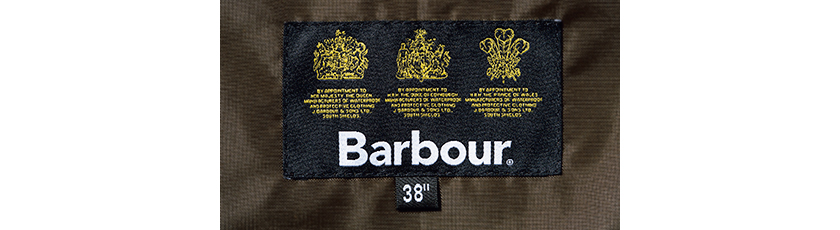 BY APPOINTMENT TO
HER MAJESTY THE QUEEN
MANUFACTURERS OF WATERPROOF
AND PROTECTIVE CLOTHING
J. BARBOUR & SONS LTD.
SOUTH SHIELDS.
BY APPOINTMENT TO
H.R.H. THE DUKE OF EDINBURGH
MANUFACTURERS OF WATERPROOF
AND PROTECTIVE CLOTHING
J. BARBOUR & SONS LTD.
SOUTH SHIELDS.
BY APPOINTMENT TO
H.R.H. THE PRINCE OF WALES
MANUFACTURERS OF WATERPROOF
AND PROTECTIVE CLOTHING
J. BARBOUR & SONS LTD.
SOUTH SHIELDS.
Barbour®
38"